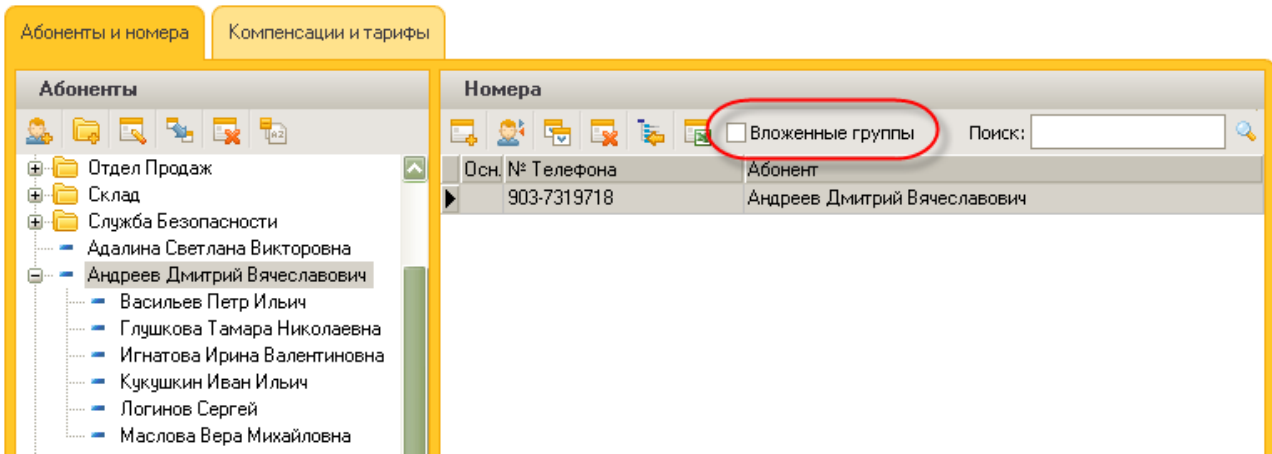 Абоненты и номера
Компенсации и тарифы
Абоненты
Номера
Вложенные группы
Поиск:
Осн. № Телефона Абонент
903-7319718 Андреев Дмитрий Вячеславович
Отдел Продаж
Склад
Служба Безопасности
Адалина Светлана Викторовна
Андреев Дмитрий Вячеславович
Васильев Петр Ильич
Глушкова Тамара Николаевна
Игнатова Ирина Валентиновна
Кукушкин Иван Ильич
Логинов Сергей
Маслова Вера Михайловна